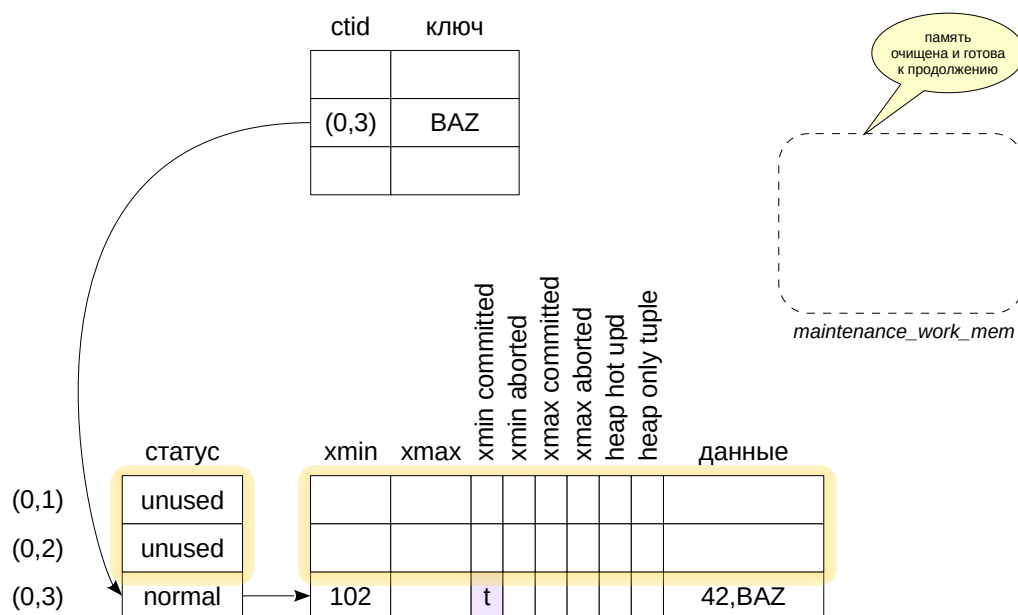 ctid ключ
(0,3) BAZ
память
очищена и готова
к продолжению
maintenance_work_mem
xmin committed
xmin aborted
xmax committed
xmax aborted
heap hot upd
heap only tuple
статус xmin xmax данные
(0,1) unused
(0,2) unused
(0,3) normal 102 t 42,BAZ